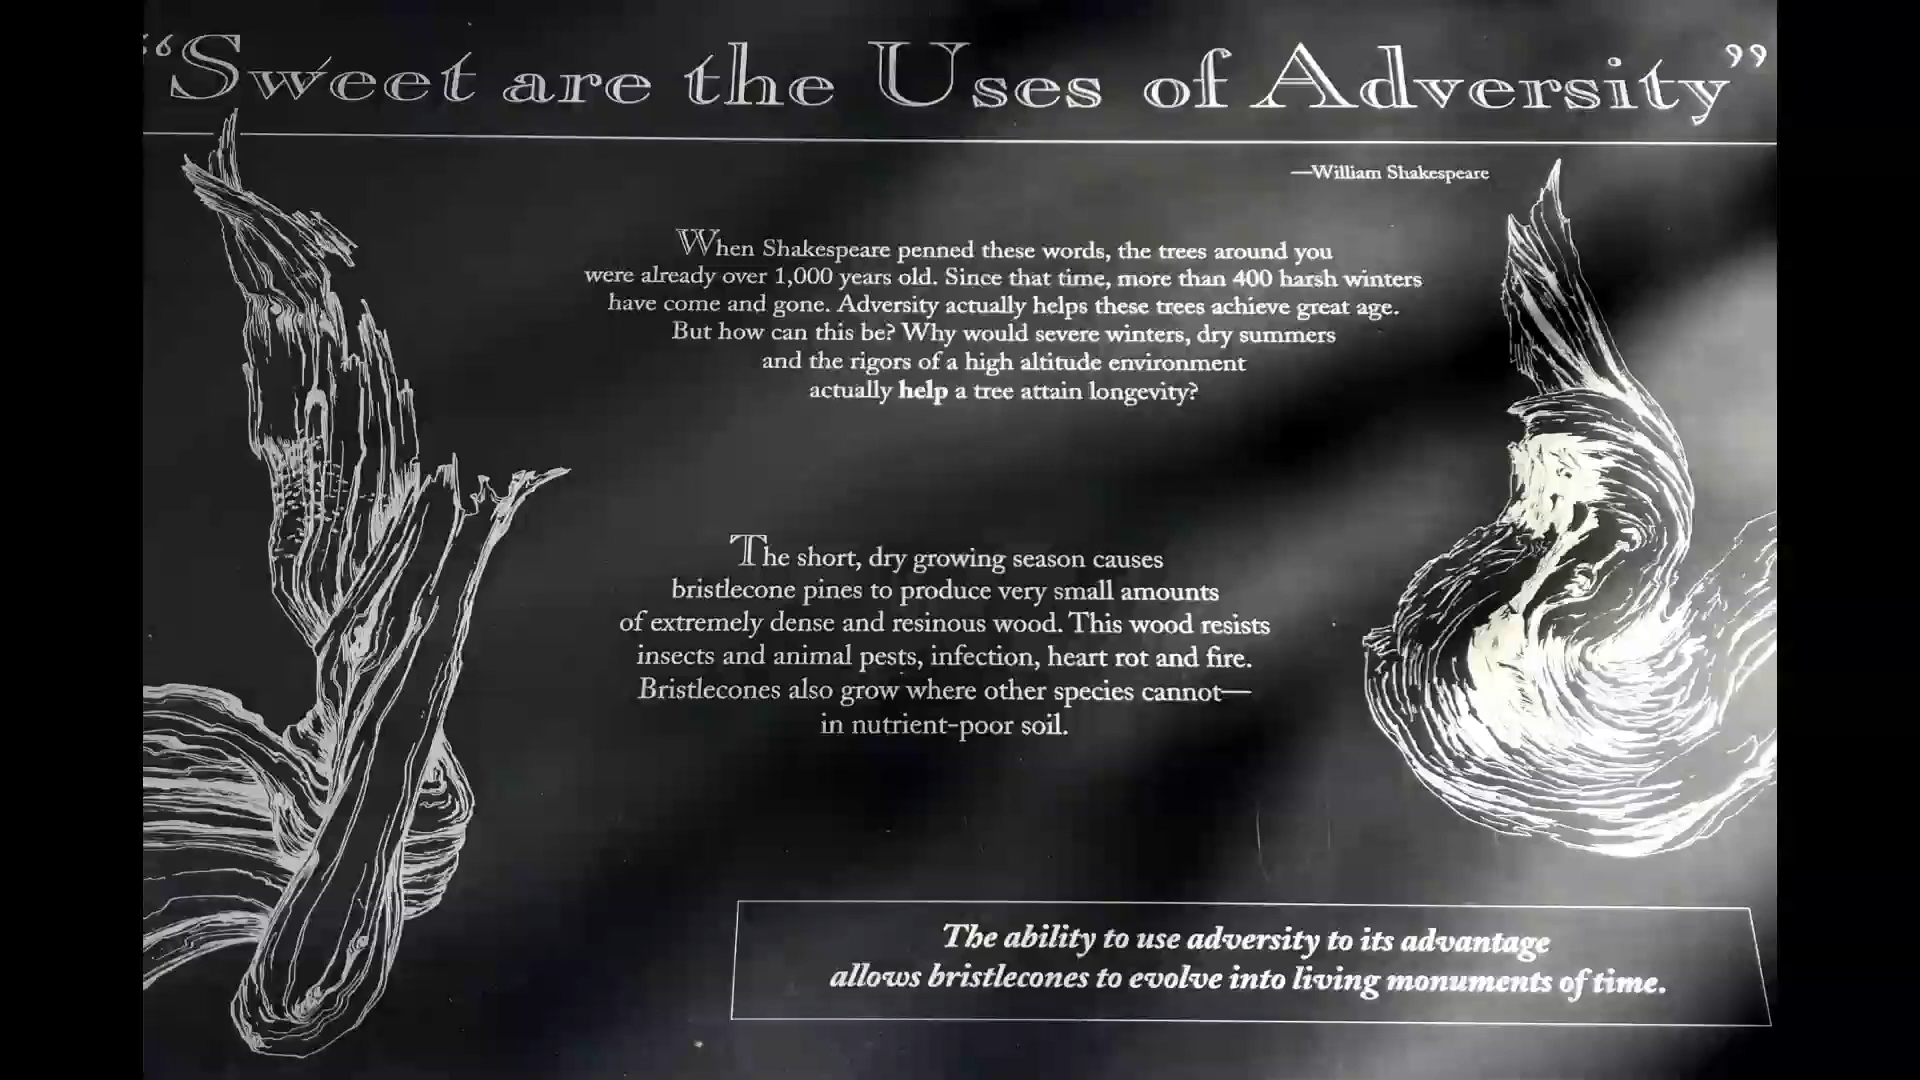 “Sweet are the Uses of Adversity”
—William Shakespeare
When Shakespeare penned these words, the trees around you
were already over 1,000 years old. Since that time, more than 400 harsh winters
have come and gone. Adversity actually helps these trees achieve great age.
But how can this be? Why would severe winters, dry summers
and the rigors of a high altitude environment
actually help a tree attain longevity?
The short, dry growing season causes
bristlecone pines to produce very small amounts
of extremely dense and resinous wood. This wood resists
insects and animal pests, infection, heart rot and fire.
Bristlecones also grow where other species cannot—
in nutrient-poor soil.
The ability to use adversity to its advantage
allows bristlecones to evolve into living monuments of time.